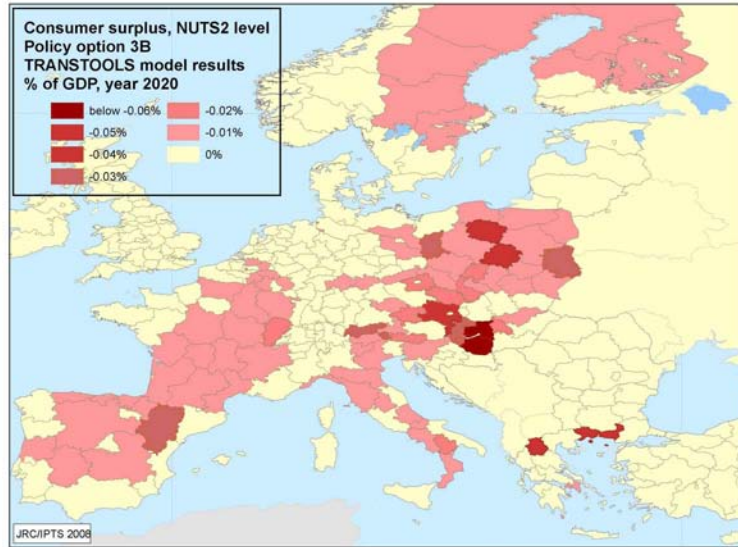 Consumer surplus, NUTS2 level
Policy option 3B
TRANSTOOLS model results
% of GDP, year 2020
below -0.06%
-0.02%
-0.05%
-0.01%
-0.04%
0%
-0.03%
JRC/IPTS 2008